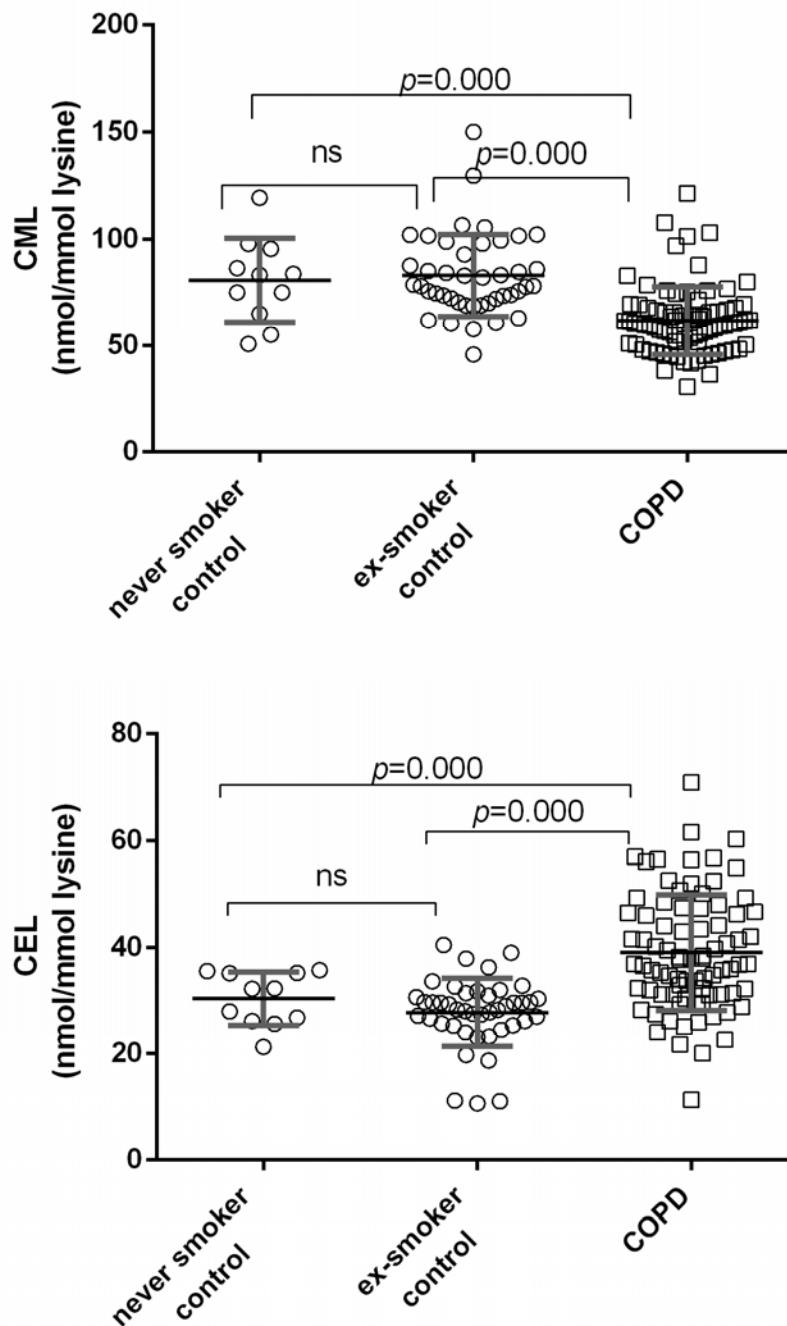 200
p=0.000
150
ns
p=0.000
CML
(nmol/mmol lysine)
100
50
0
never smoker
control
ex-smoker
control
COPD
80
p=0.000
p=0.000
60
ns
CEL
(nmol/mmol lysine)
40
20
0
never smoker
control
ex-smoker
control
COPD